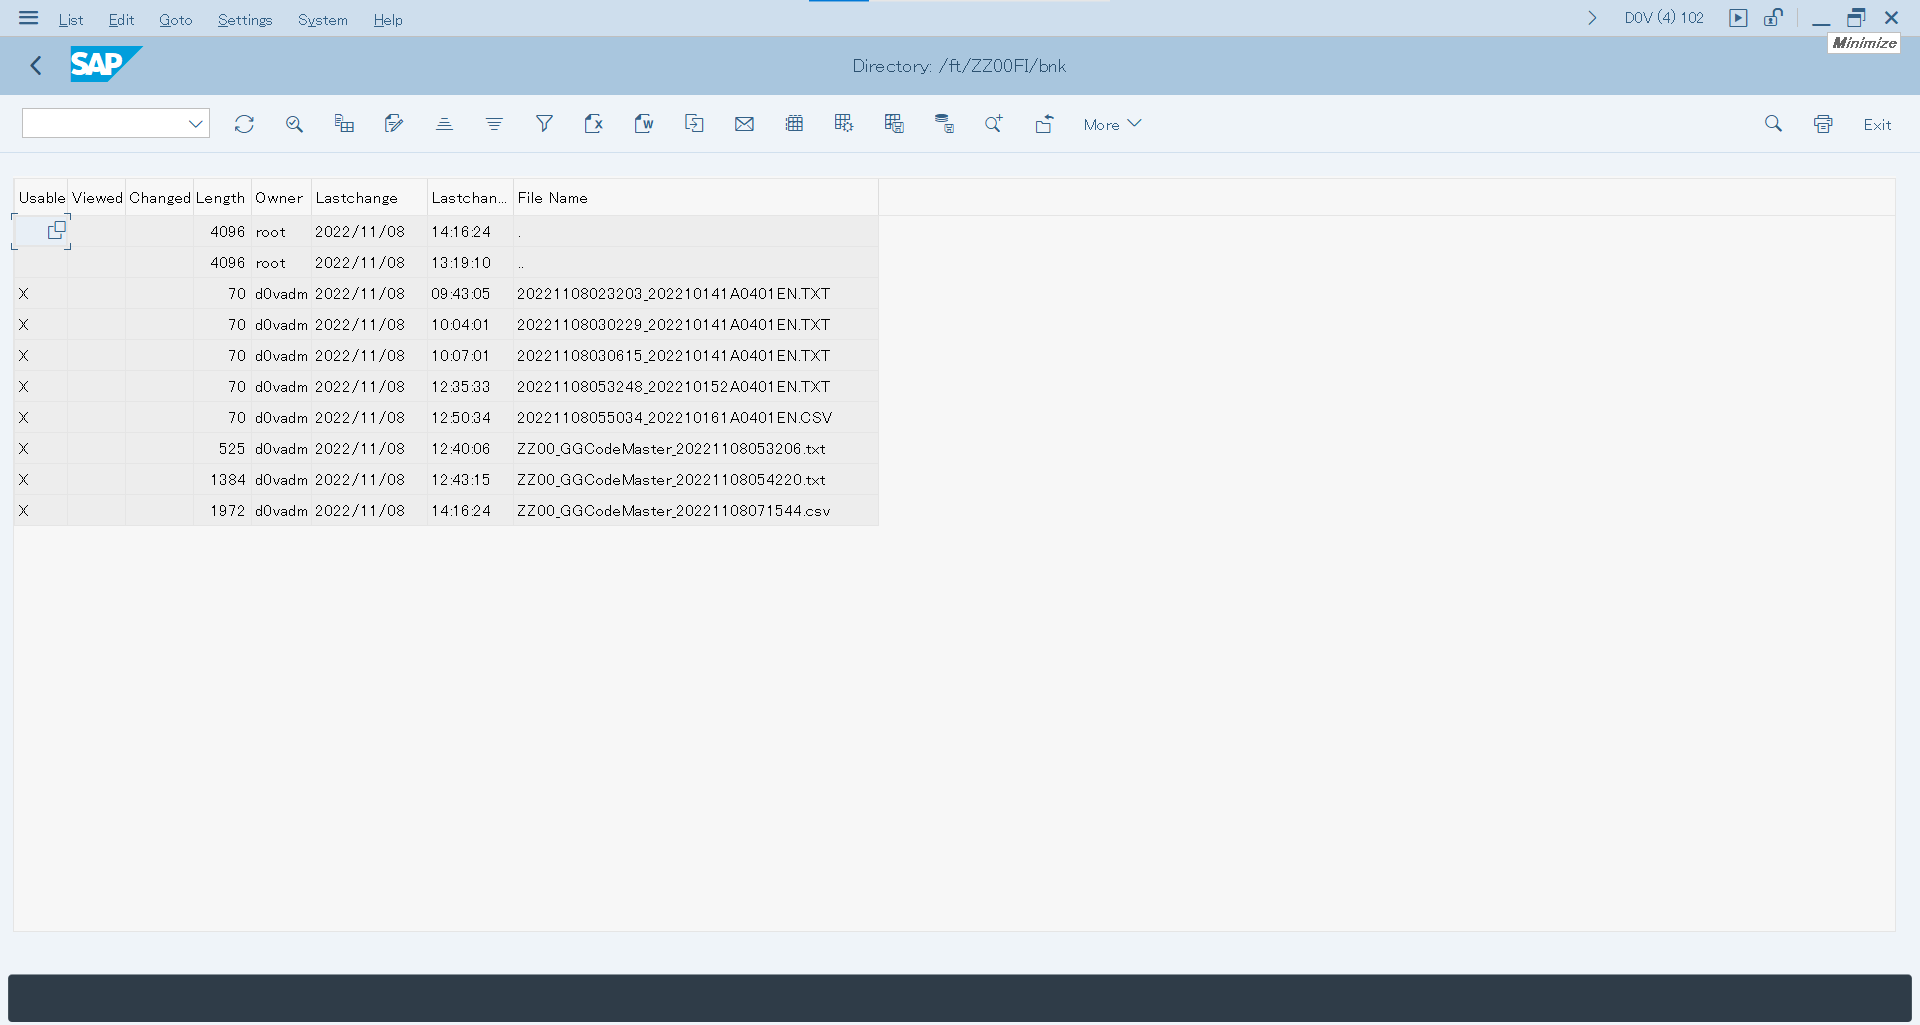 List Edit Goto Settings System Help D0V (4) 102
Minimize
SAP Directory: /ft/ZZ00FI/bnk
More Exit
Usable Viewed Changed Length Owner Lastchange Lastchan... File Name
4096 root 2022/11/08 14:16:24 .
4096 root 2022/11/08 13:19:10 ..
X 70 d0vadm 2022/11/08 09:43:05 20221108023203_202210141A0401EN.TXT
X 70 d0vadm 2022/11/08 10:04:01 20221108030229_202210141A0401EN.TXT
X 70 d0vadm 2022/11/08 10:07:01 20221108030615_202210141A0401EN.TXT
X 70 d0vadm 2022/11/08 12:35:33 20221108053248_202210152A0401EN.TXT
X 70 d0vadm 2022/11/08 12:50:34 20221108055034_202210161A0401EN.CSV
X 525 d0vadm 2022/11/08 12:40:06 ZZ00_GGCodeMaster_20221108053206.txt
X 1384 d0vadm 2022/11/08 12:43:15 ZZ00_GGCodeMaster_20221108054220.txt
X 1972 d0vadm 2022/11/08 14:16:24 ZZ00_GGCodeMaster_20221108071544.csv